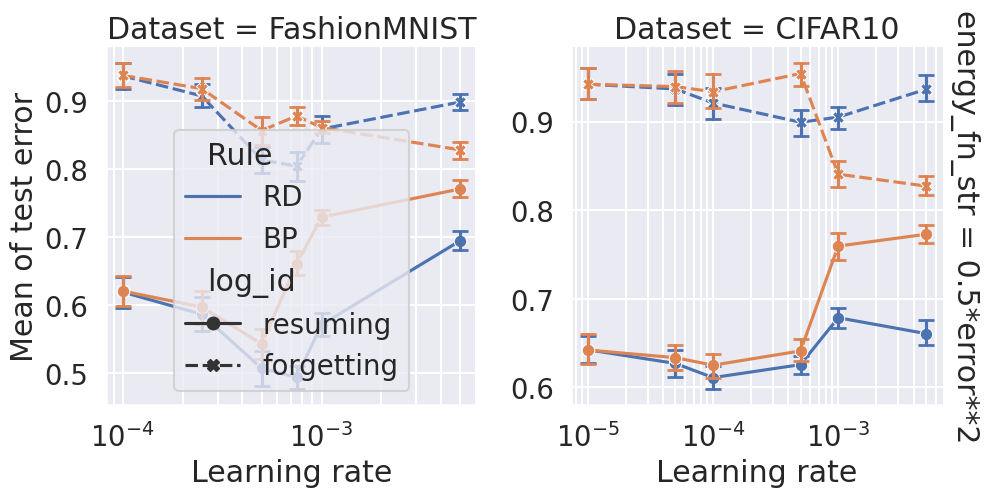 Dataset = FashionMNIST
Dataset = CIFAR10
Mean of test error
0.9
0.8
0.7
0.6
0.5
Rule
RD
BP
log_id
resuming
forgetting
10⁻⁴
10⁻³
Learning rate
0.9
0.8
0.7
0.6
10⁻⁵
10⁻⁴
10⁻³
Learning rate
energy_fn_str = 0.5*error**2